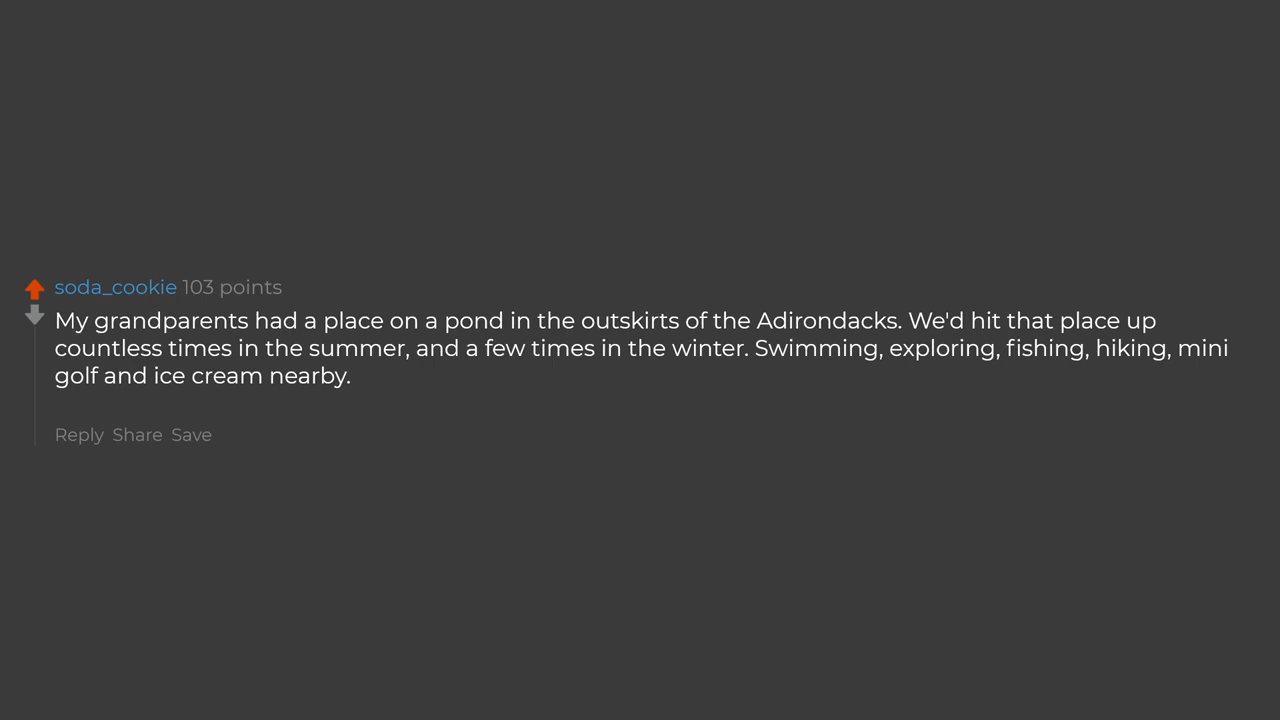 soda_cookie 103 points
My grandparents had a place on a pond in the outskirts of the Adirondacks. We'd hit that place up
countless times in the summer, and a few times in the winter. Swimming, exploring, fishing, hiking, mini
golf and ice cream nearby.
Reply Share Save